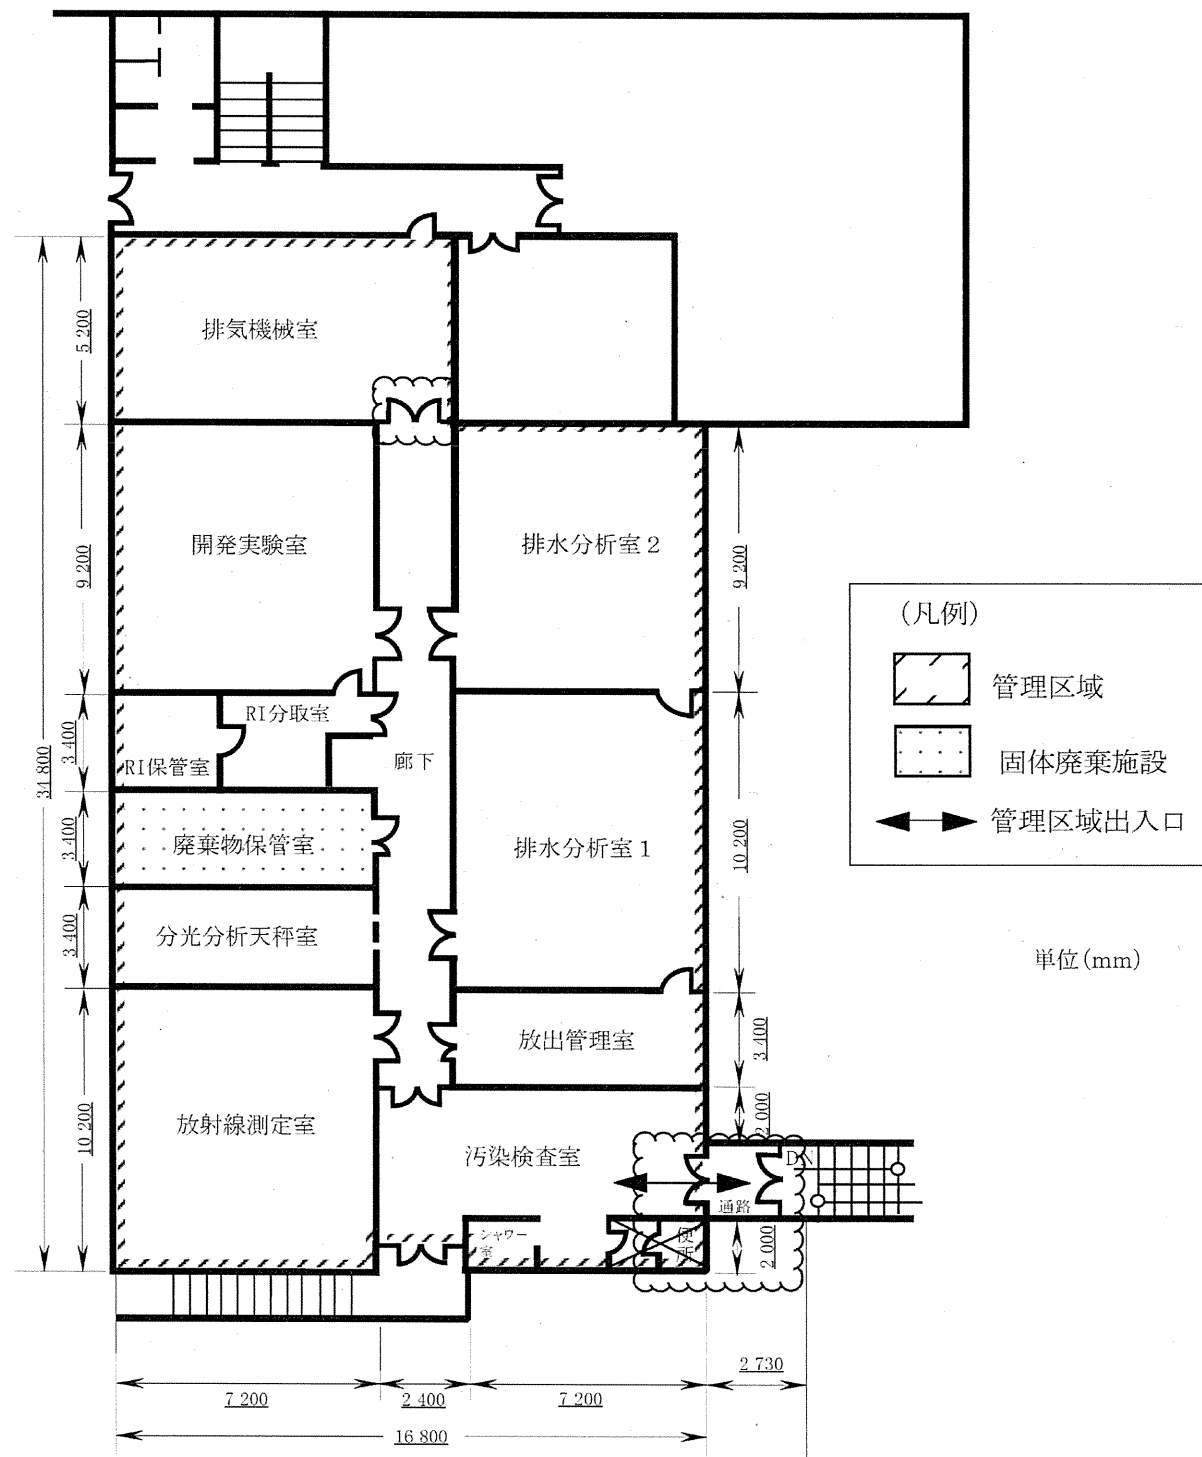 排気機械室
5 200
開発実験室
排水分析室2
9 200
9 200
(凡例)
管理区域
固体廃棄施設
管理区域出入口
RI分取室
RI保管室
廊下
3 400
34 800
廃棄物保管室
3 400
排水分析室1
10 200
分光分析天秤室
3 400
単位(mm)
放出管理室
3 400
放射線測定室
10 200
汚染検査室
2 000
DN
通路
シャワー
室
便
所
2 000
7 200
2 400
7 200
2 730
16 800